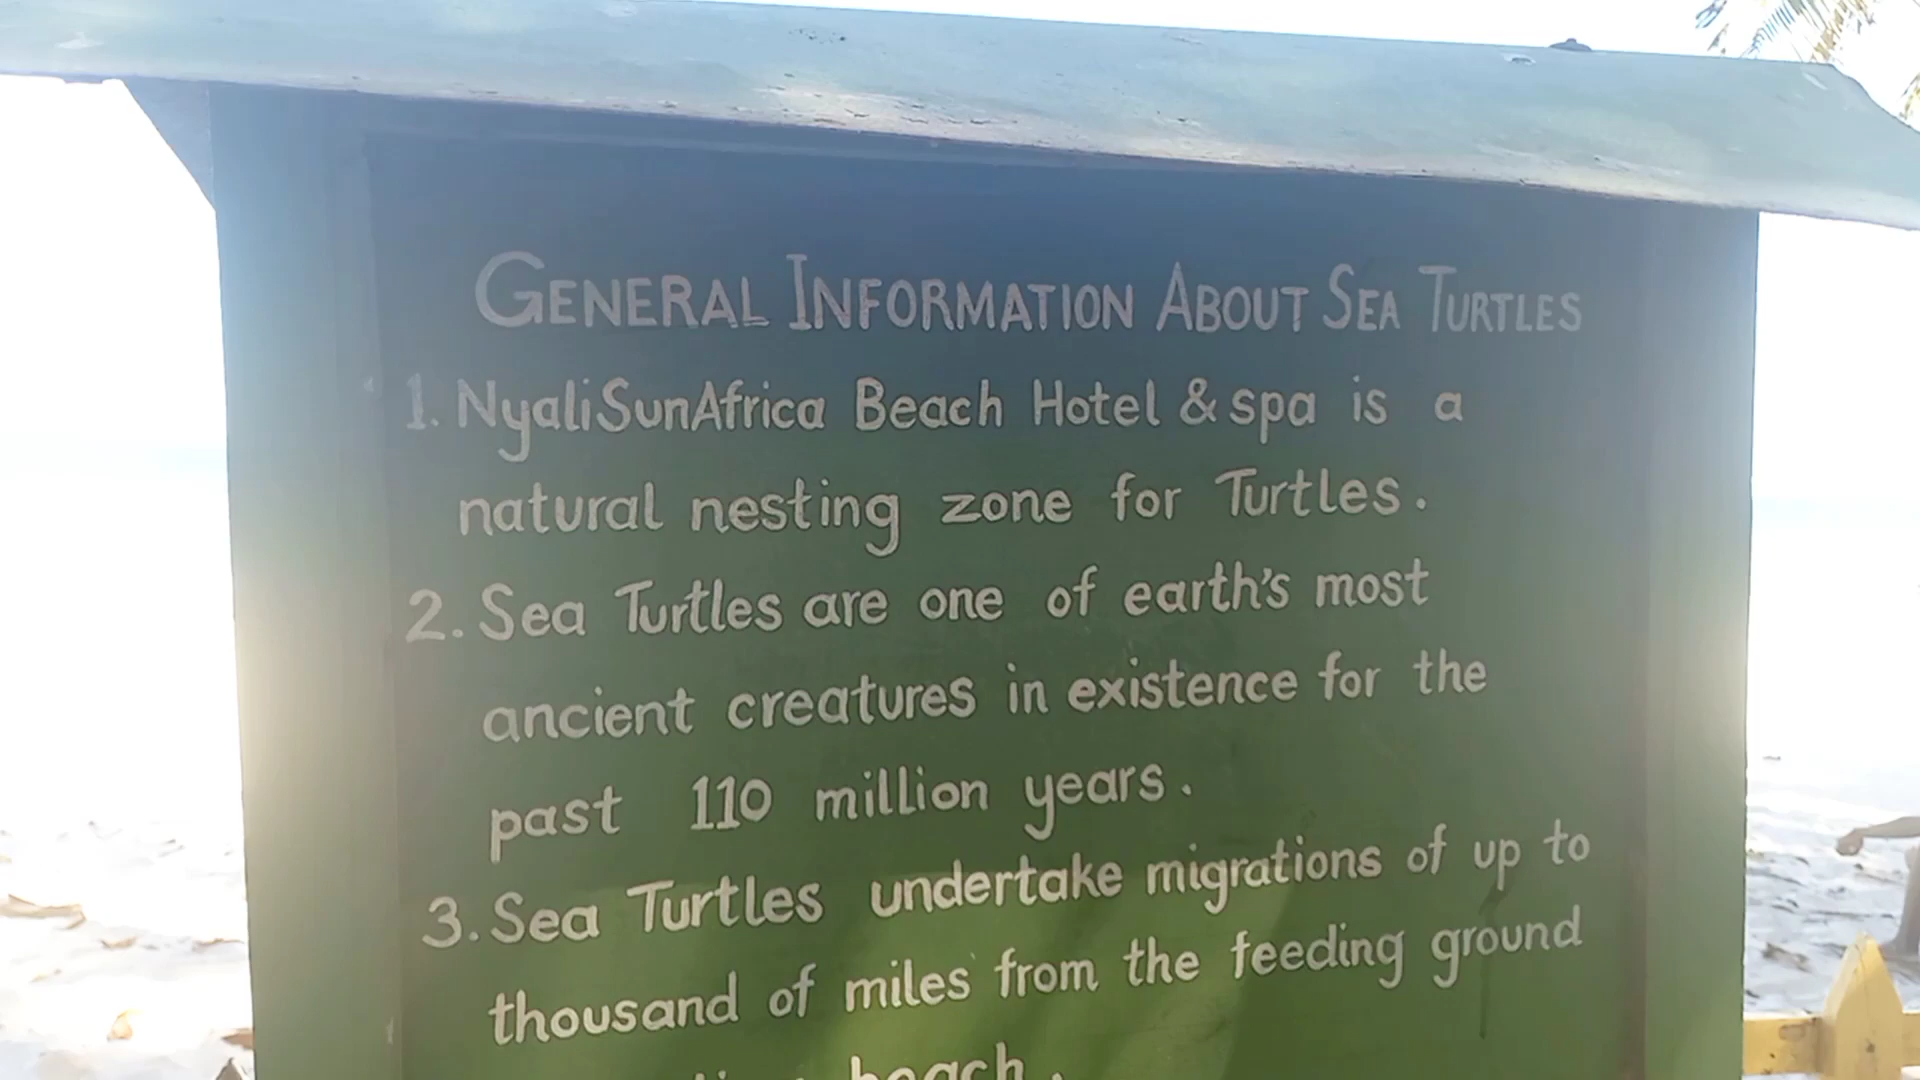 GENERAL INFORMATION ABOUT SEA TURTLES
1. NyaliSunAfrica Beach Hotel & spa is a
natural nesting zone for Turtles.
2. Sea Turtles are one of earth's most
ancient creatures in existence for the
past 110 million years.
3. Sea Turtles undertake migrations of up to
thousand of miles from the feeding ground
beach.